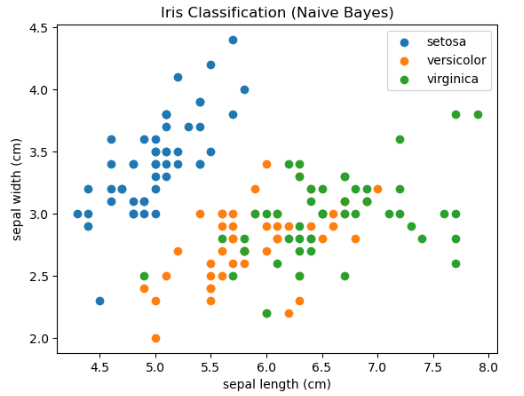 Iris Classification (Naive Bayes)
setosa
versicolor
virginica
sepal width (cm)
4.5
4.0
3.5
3.0
2.5
2.0
4.5 5.0 5.5 6.0 6.5 7.0 7.5 8.0
sepal length (cm)